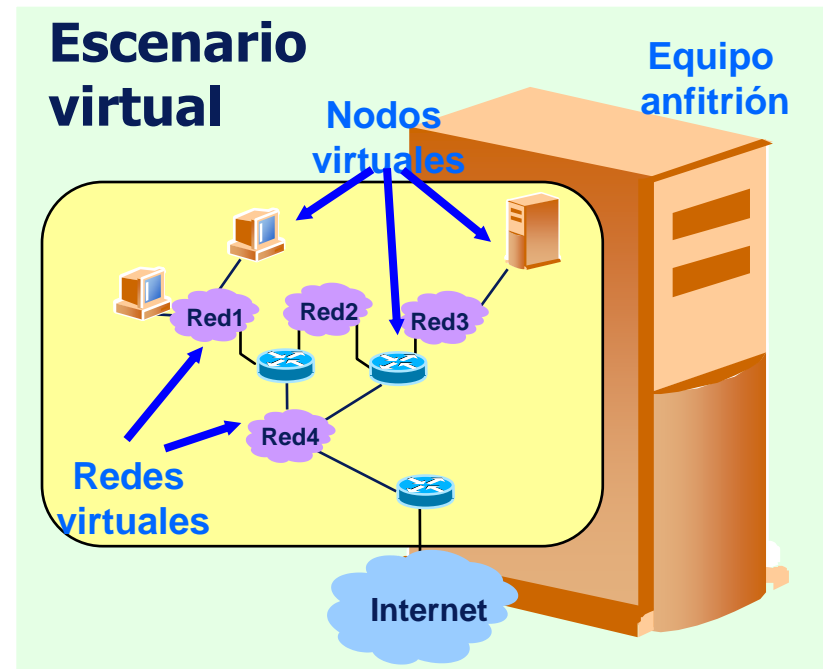 Escenario
virtual
Equipo
anfitrión
Nodos
virtuales
Red1
Red2
Red3
Red4
Redes
virtuales
Internet